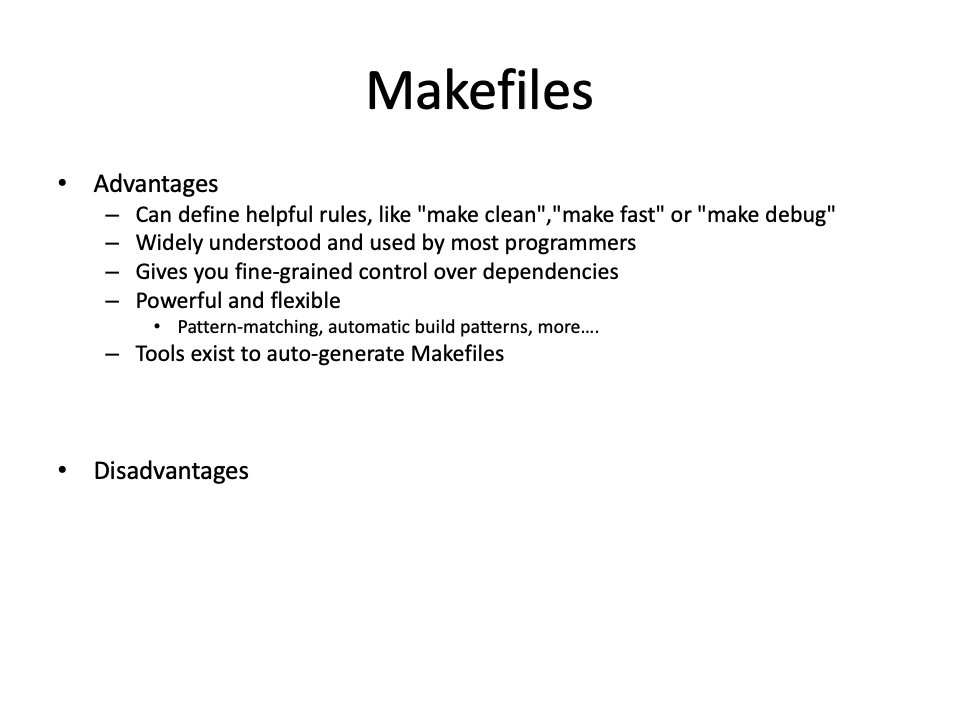 Makefiles
• Advantages
– Can define helpful rules, like "make clean","make fast" or "make debug"
– Widely understood and used by most programmers
– Gives you fine-grained control over dependencies
– Powerful and flexible
• Pattern-matching, automatic build patterns, more….
– Tools exist to auto-generate Makefiles
• Disadvantages